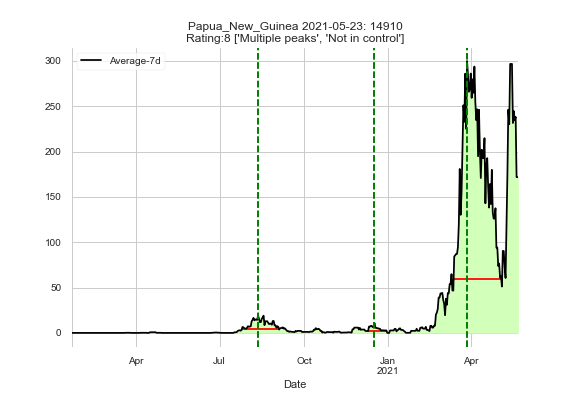 Papua_New_Guinea 2021-05-23: 14910
Rating:8 ['Multiple peaks', 'Not in control']
Average-7d
300
250
200
150
100
50
0
Apr
Jul
Oct
Jan
2021
Apr
Date